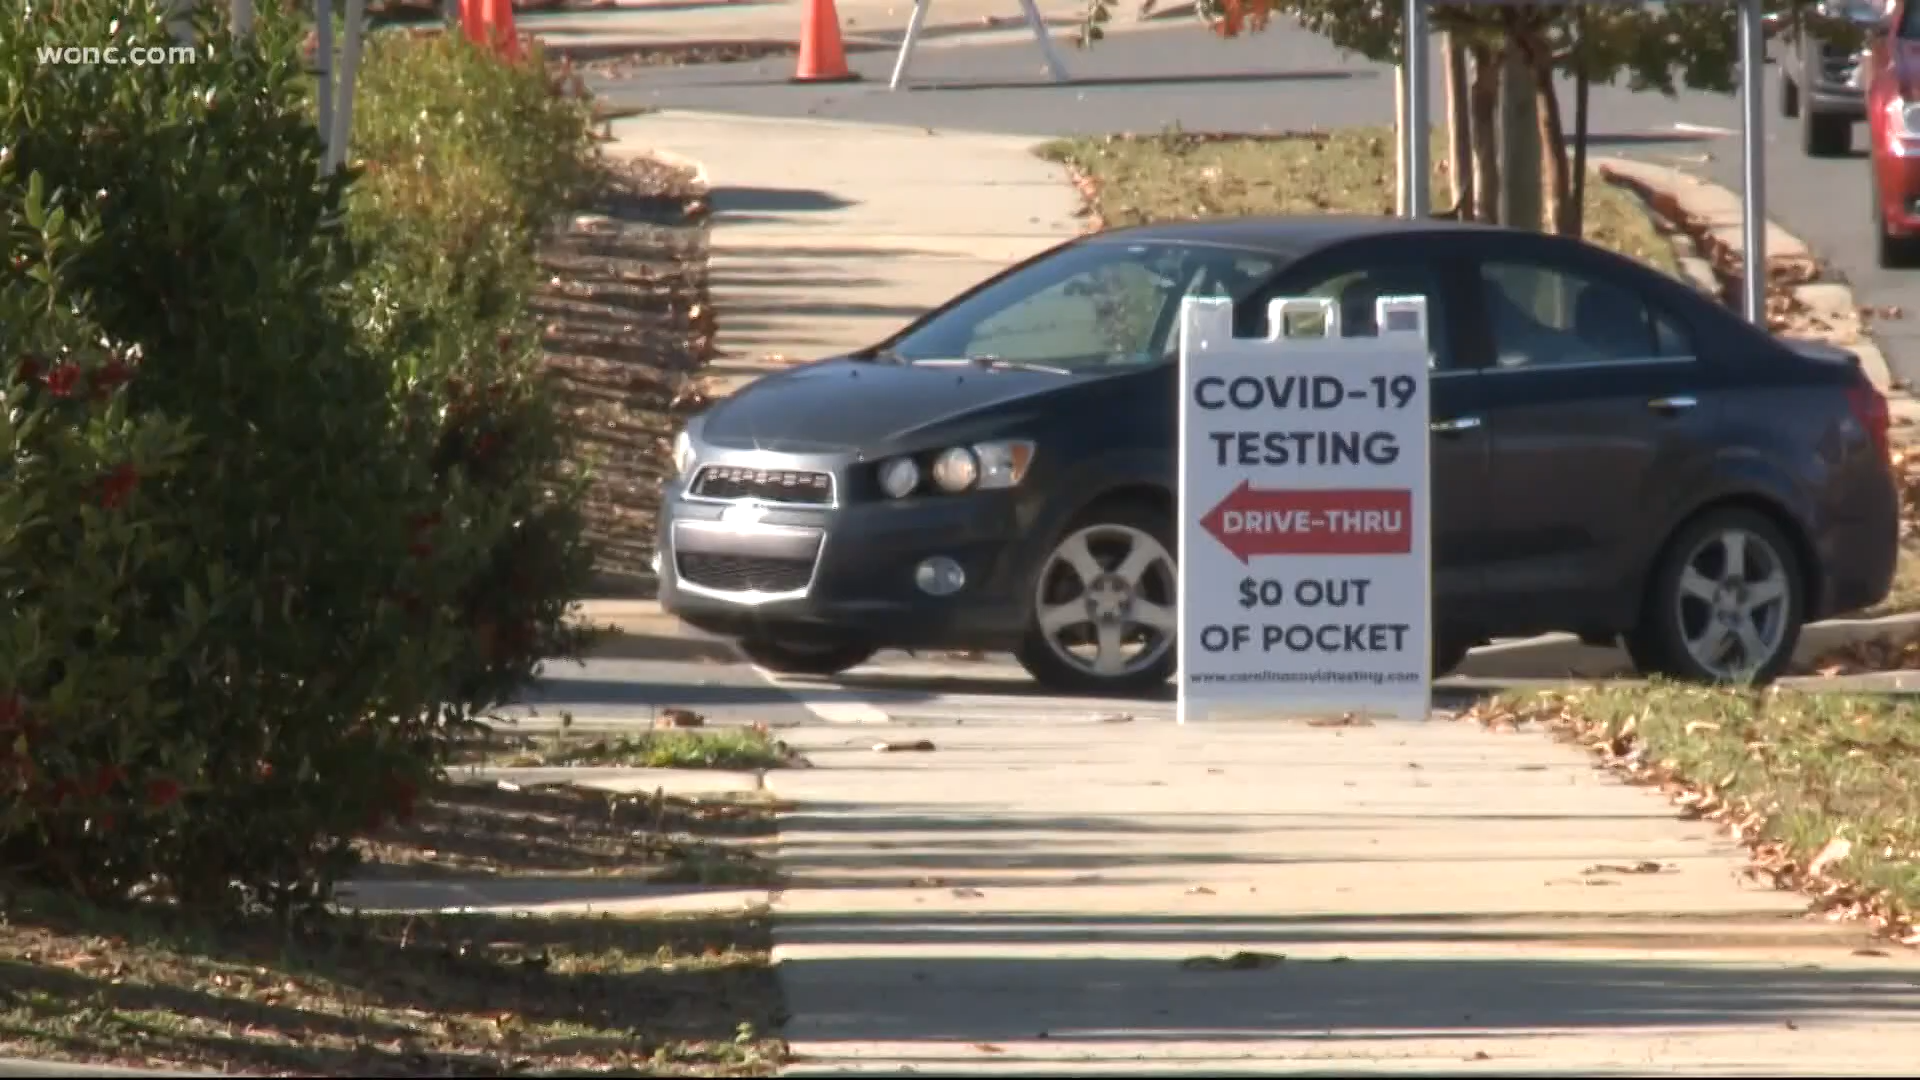 wcnc.com
COVID-19
TESTING
DRIVE-THRU
$0 OUT
OF POCKET
www.carolinacovidtesting.com